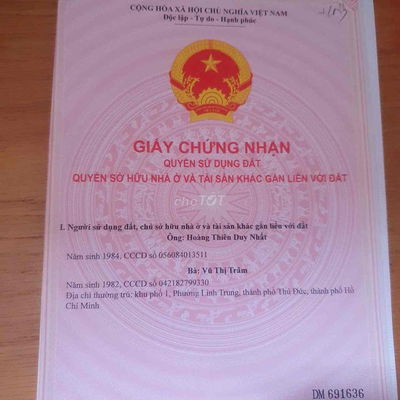 CỘNG HÒA XÃ HỘI CHỦ NGHĨA VIỆT NAM
Độc lập - Tự do - Hạnh phúc
GIẤY CHỨNG NHẬN
QUYỀN SỬ DỤNG ĐẤT
QUYỀN SỞ HỮU NHÀ Ở VÀ TÀI SẢN KHÁC GẮN LIỀN VỚI ĐẤT
chợTỐT
I. Người sử dụng đất, chủ sở hữu nhà ở và tài sản khác gắn liền với đất
Ông: Hoàng Thiên Duy Nhất
Năm sinh 1984, CCCD số 056084013511
Bà: Vũ Thị Trâm
Năm sinh 1982, CCCD số 042182799330
Địa chỉ thường trú: khu phố 1, Phường Linh Trung, thành phố Thủ Đức, thành phố Hồ
Chí Minh
DM 691636